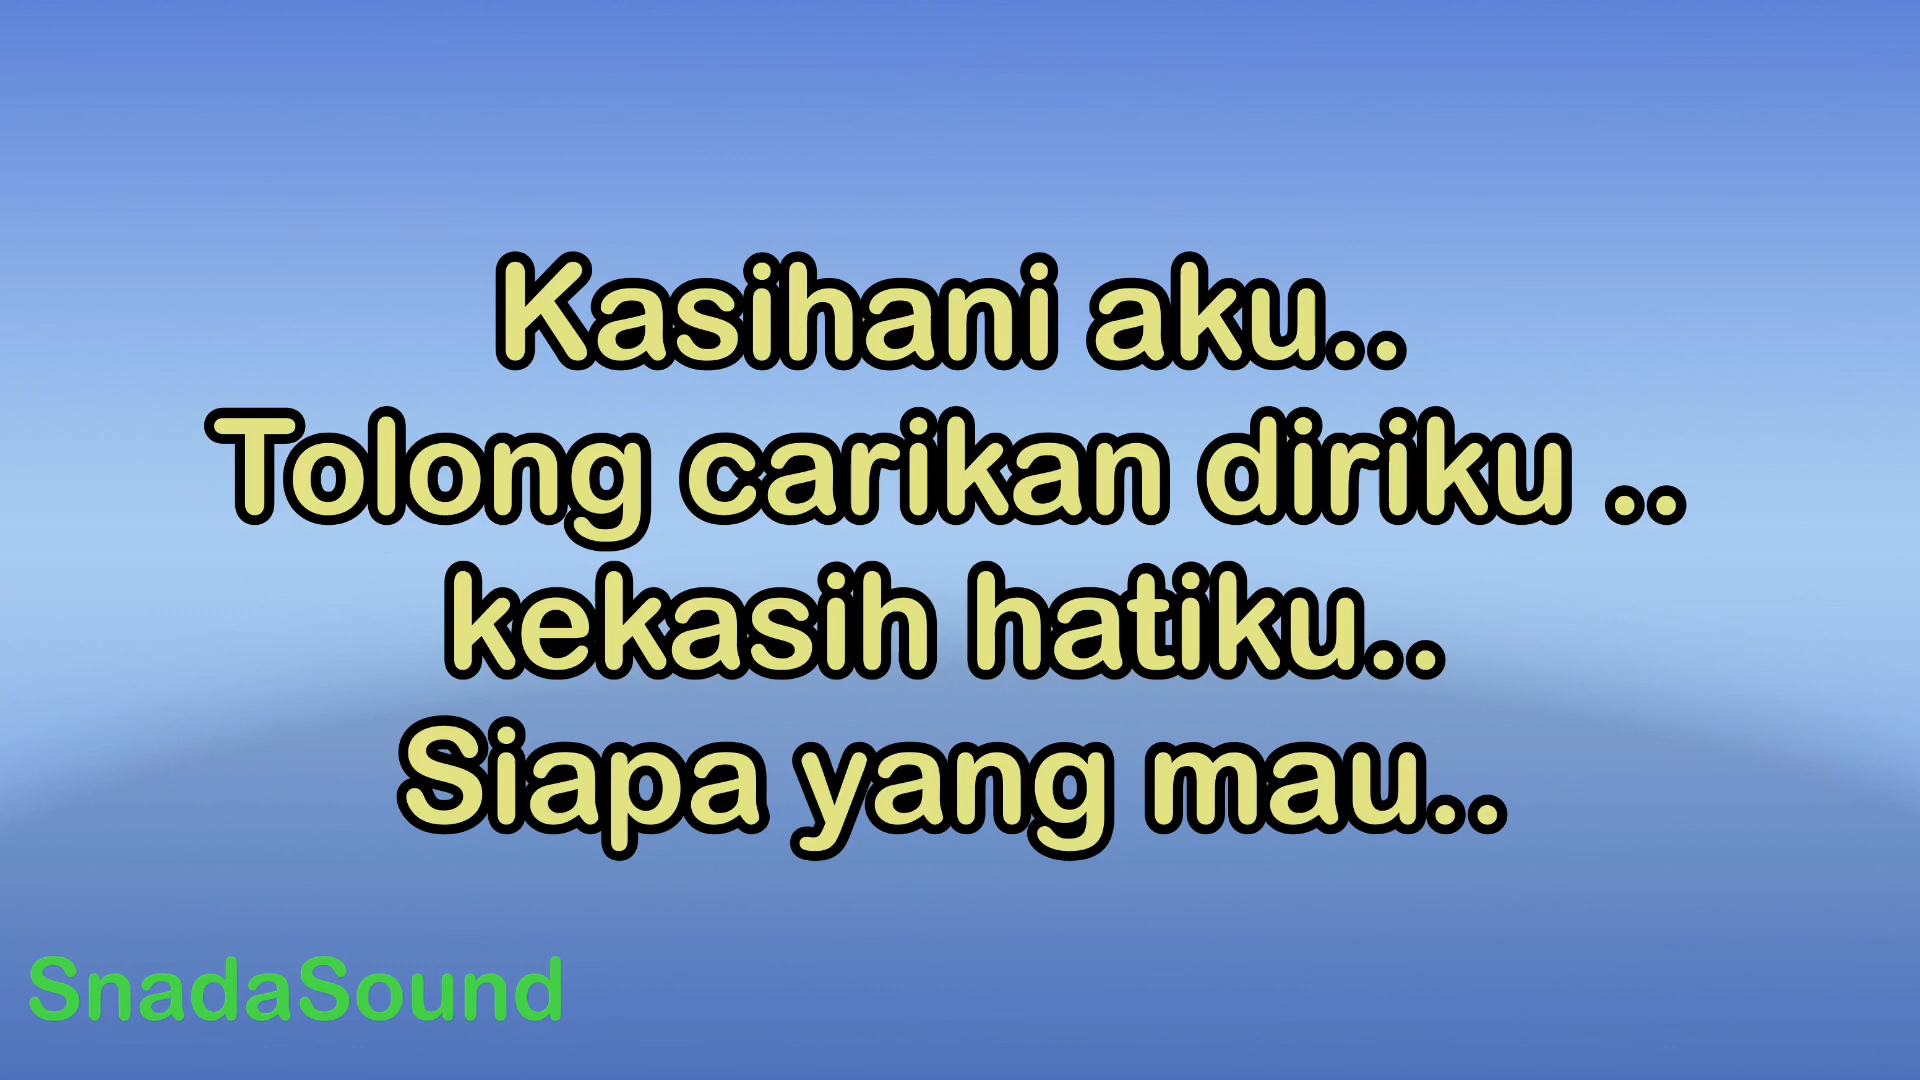 Kasihani aku..
Tolong carikan diriku ..
kekasih hatiku..
Siapa yang mau..
SnadaSound